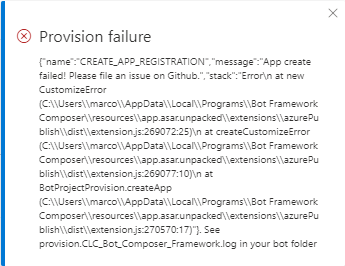 Provision failure
{"name":"CREATE_APP_REGISTRATION","message":"App create
failed! Please file an issue on Github.","stack":"Error\n at new
CustomizeError
(C:\\Users\\marco\\AppData\\Local\\Programs\\Bot Framework
Composer\\resources\\app.asar.unpacked\\extensions\\azurePu
blish\\dist\\extension.js:269072:25)\n at createCustomizeError
(C:\\Users\\marco\\AppData\\Local\\Programs\\Bot Framework
Composer\\resources\\app.asar.unpacked\\extensions\\azurePu
blish\\dist\\extension.js:269077:10)\n at
BotProjectProvision.createApp
(C:\\Users\\marco\\AppData\\Local\\Programs\\Bot Framework
Composer\\resources\\app.asar.unpacked\\extensions\\azurePu
blish\\dist\\extension.js:270570:17)"}. See
provision.CLC_Bot_Composer_Framework.log in your bot folder